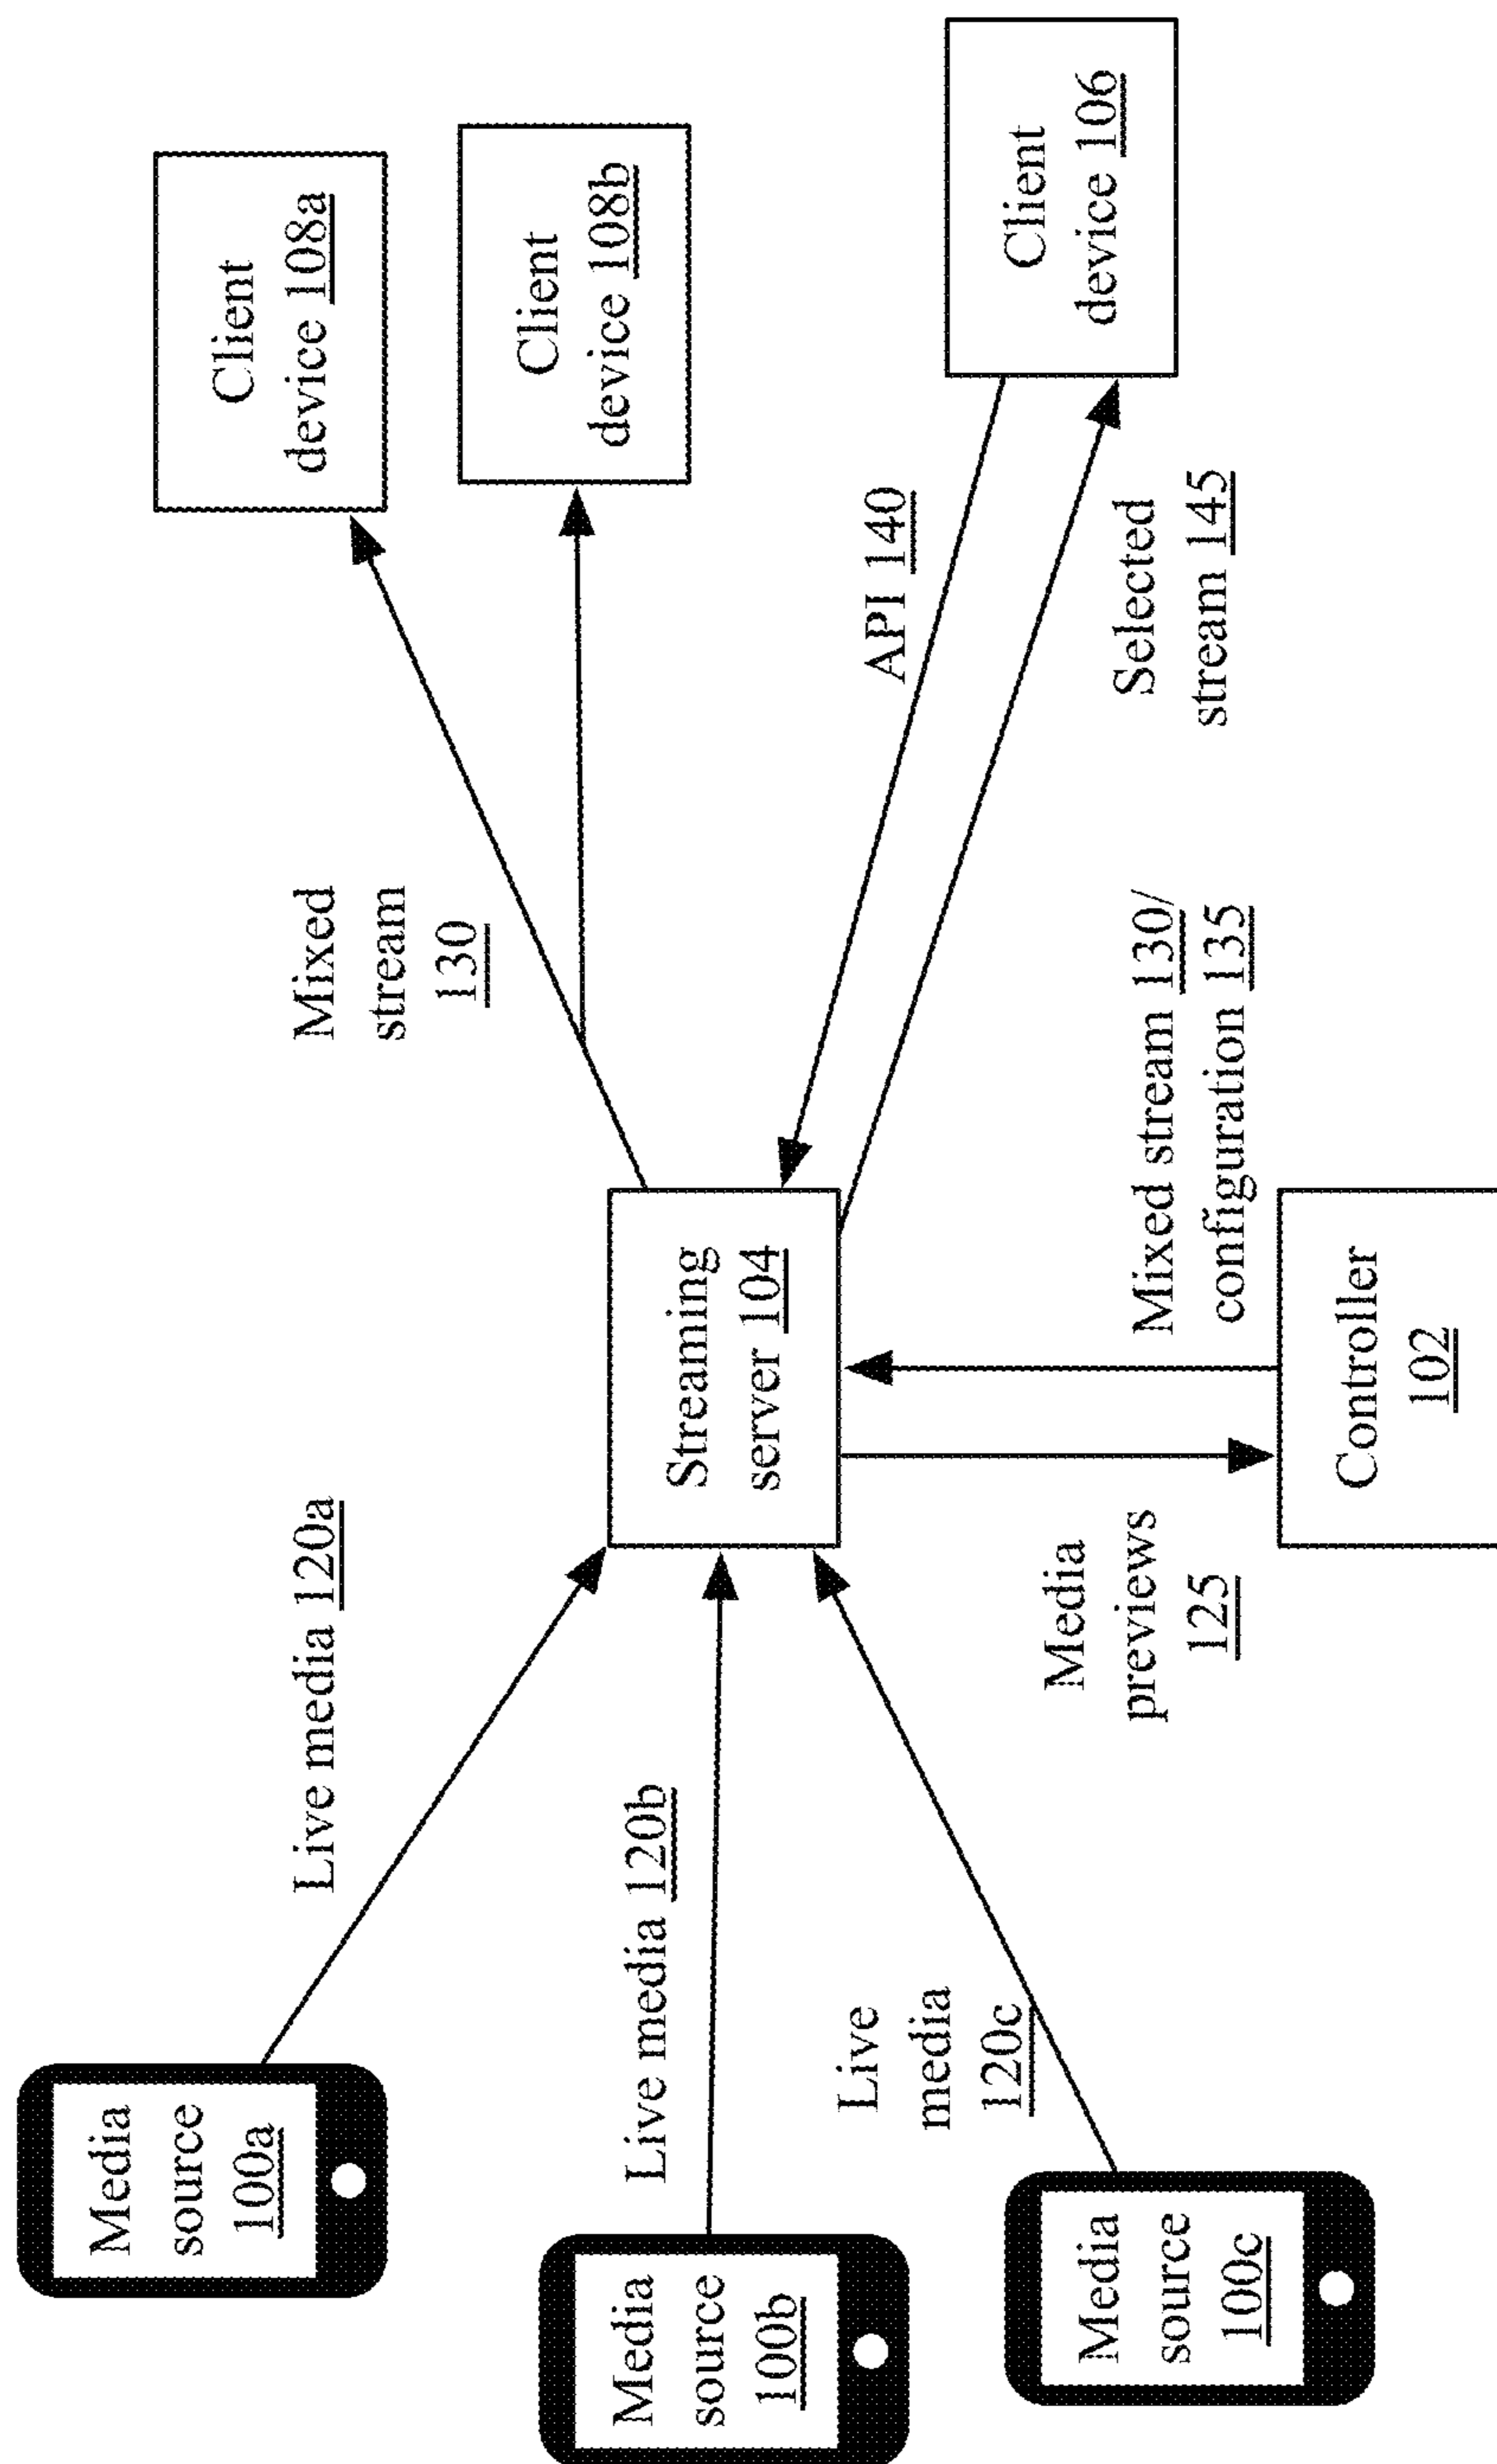 Media
source
100a
Live media 120a
Media
source
100b
Live media 120b
Media
source
100c
Live
media
120c
Streaming
server 104
Media
previews
125
Mixed stream 130/
configuration 135
Controller
102
Mixed
stream
130
Client
device 108a
Client
device 108b
API 140
Selected
stream 145
Client
device 106